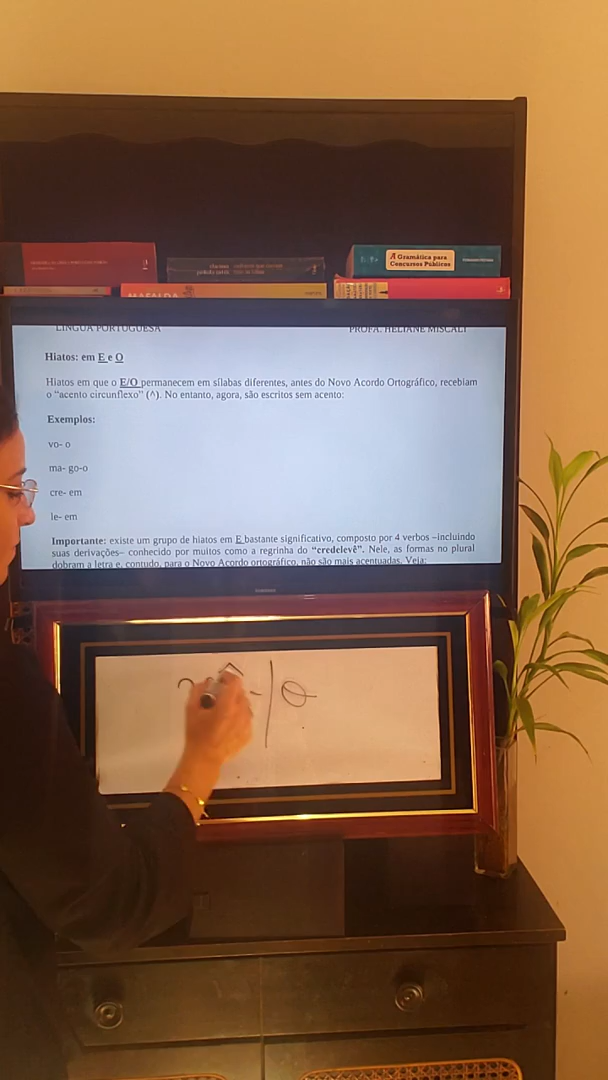 A Gramática para
Concursos Públicos
MAFALDA
LÍNGUA PORTUGUESA PROFA. HELIANE MISCALI
Hiatos: em E e O
Hiatos em que o E/O permanecem em sílabas diferentes, antes do Novo Acordo Ortográfico, recebiam
o “acento circunflexo” (^). No entanto, agora, são escritos sem acento:
Exemplos:
vo- o
ma- go-o
cre- em
le- em
Importante: existe um grupo de hiatos em E bastante significativo, composto por 4 verbos –incluindo
suas derivações– conhecido por muitos como a regrinha do “credelevê”. Nele, as formas no plural
dobram a letra e, contudo, para o Novo Acordo ortográfico, não são mais acentuadas. Veja: